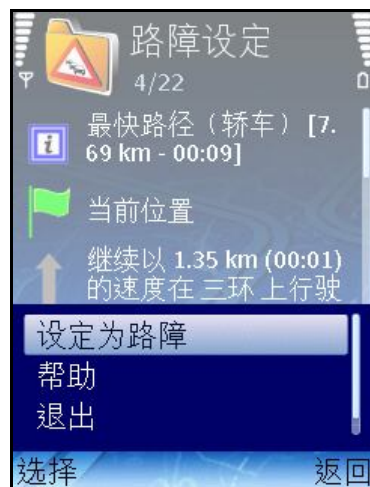 路障设定
4/22
最快路径（轿车）[7.
69 km - 00:09]
当前位置
继续以 1.35 km (00:01)
的速度在 三环 上行驶
设定为路障
帮助
退出
选择 返回